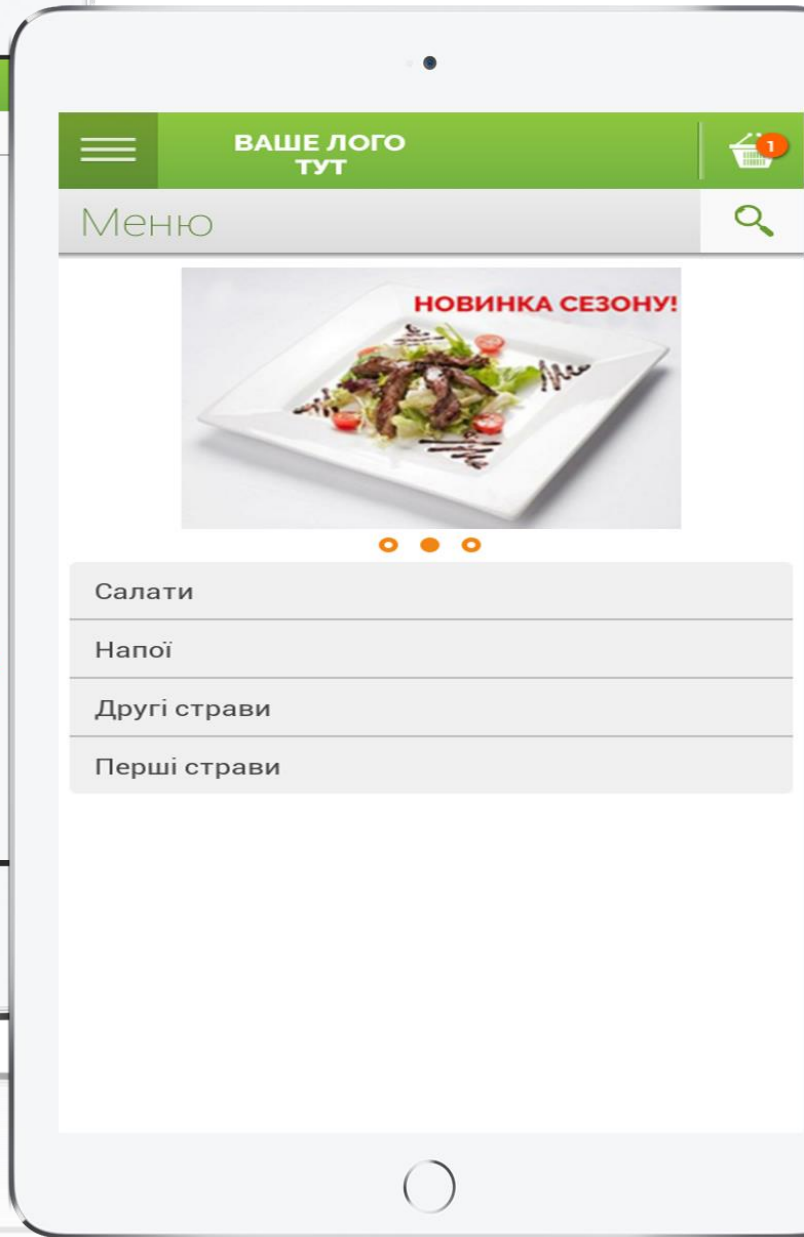 ВАШЕ ЛОГО
ТУТ
1
Меню
НОВИНКА СЕЗОНУ!
Салати
Напої
Другі страви
Перші страви